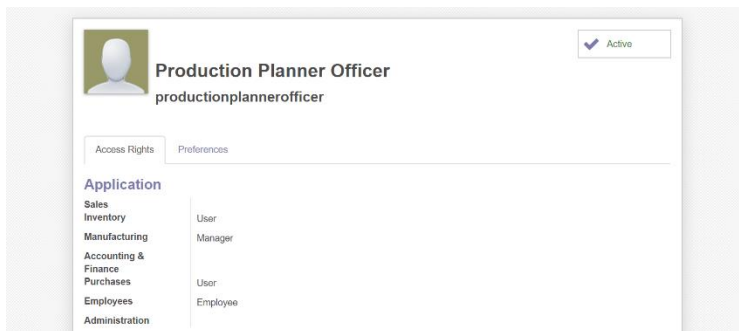 Active
Production Planner Officer
productionplannerofficer
Access Rights Preferences
Application
Sales
Inventory User
Manufacturing Manager
Accounting &
Finance
Purchases User
Employees Employee
Administration